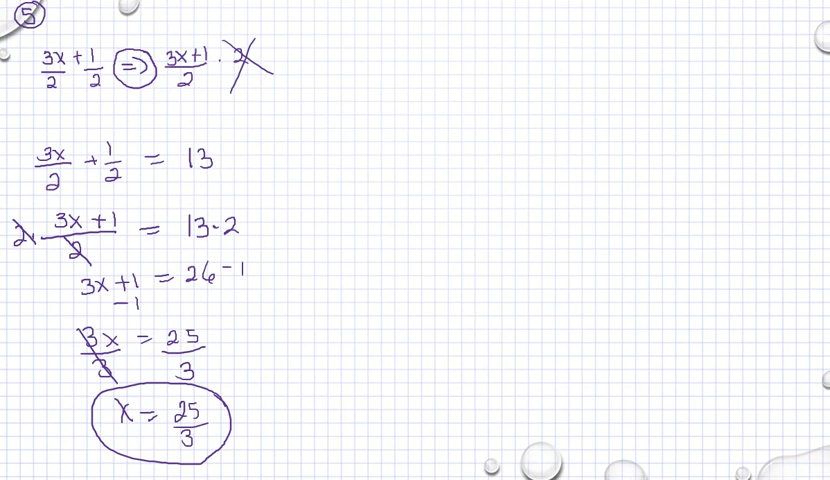 5
3x/2 + 1/2 => 3x+1/2 · 2
3x/2 + 1/2 = 13
2 · 3x+1/2 = 13·2
3x+1 = 26 -1
-1
3x/3 = 25/3
x = 25/3